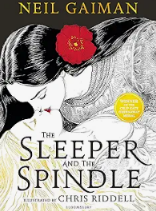 NEIL GAIMAN
THE
SLEEPER
AND THE
SPINDLE
ILLUSTRATED BY CHRIS RIDDELL